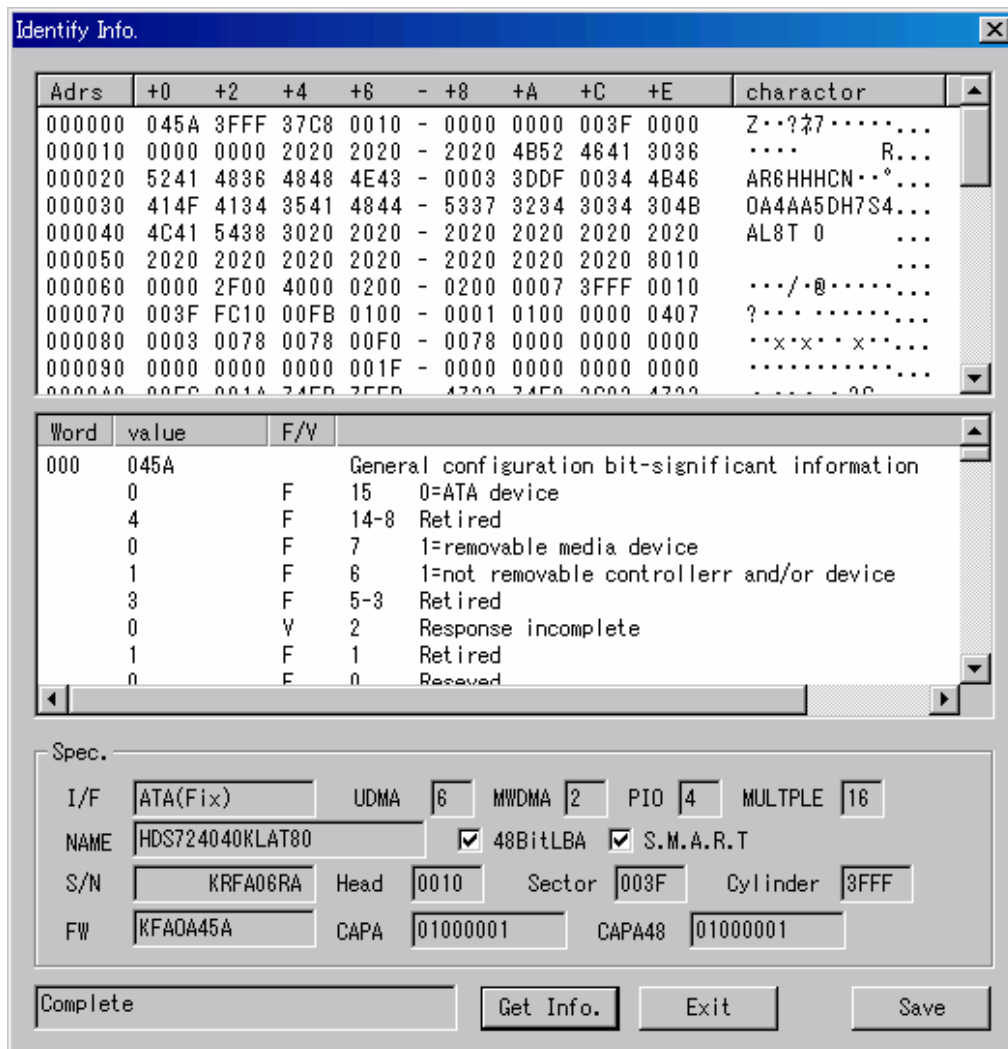 Identify Info.
Adrs +0 +2 +4 +6 - +8 +A +C +E charactor
000000 045A 3FFF 37C8 0010 - 0000 0000 003F 0000 Z・・?ｦ7・・・・・...
000010 0000 0000 2020 2020 - 2020 4B52 4641 3036 ・・・・ R...
000020 5241 4836 4848 4E43 - 0003 3DDF 0034 4B46 AR6HHHCN・・°...
000030 414F 4134 3541 4844 - 5337 3234 3034 304B OA4AA5DH7S4...
000040 4C41 5438 3020 2020 - 2020 2020 2020 2020 AL8T 0 ...
000050 2020 2020 2020 2020 - 2020 2020 2020 8010 ...
000060 0000 2F00 4000 0200 - 0200 0007 3FFF 0010 ・・・/・@・・・・・...
000070 003F FC10 00FB 0100 - 0001 0100 0000 0407 ?・・・ ・・・・・・...
000080 0003 0078 0078 00F0 - 0078 0000 0000 0000 ・・x・x・・ x・・...
000090 0000 0000 0000 001F - 0000 0000 0000 0000 ・・・・・・・・・・・...
Word value F/V
000 045A General configuration bit-significant information
0 F 15 0=ATA device
4 F 14-8 Retired
0 F 7 1=removable media device
1 F 6 1=not removable controllerr and/or device
3 F 5-3 Retired
0 V 2 Response incomplete
1 F 1 Retired
0 F 0 Reseved
Spec.
I/F ATA(Fix) UDMA 6 MWDMA 2 PIO 4 MULTPLE 16
NAME HDS724040KLAT80 48BitLBA S.M.A.R.T
S/N KRFA06RA Head 0010 Sector 003F Cylinder 3FFF
FW KFAOA45A CAPA 01000001 CAPA48 01000001
Complete Get Info. Exit Save